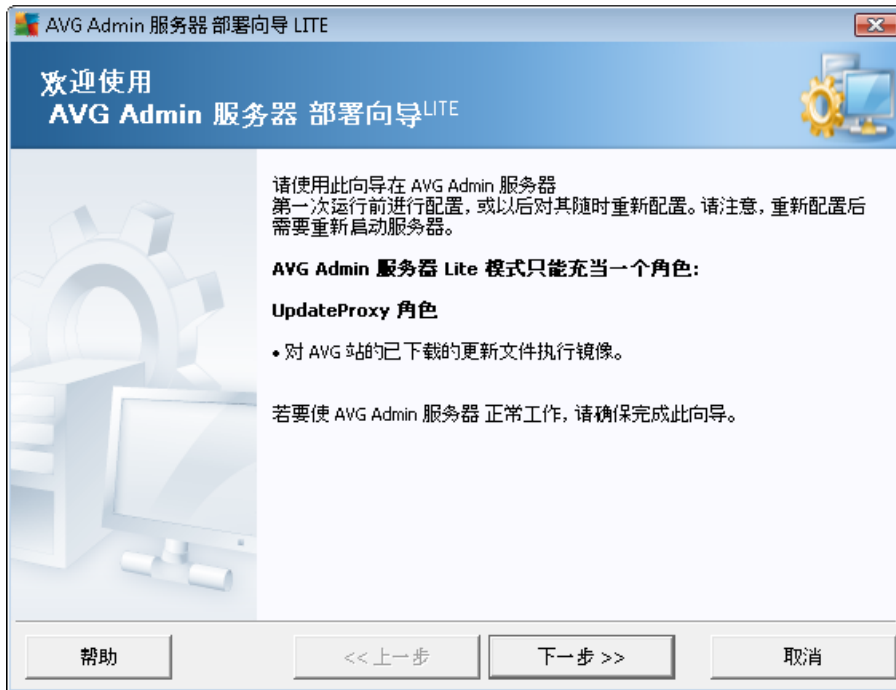 AVG Admin 服务器 部署向导 LITE
欢迎使用
AVG Admin 服务器 部署向导LITE
请使用此向导在 AVG Admin 服务器
第一次运行前进行配置，或以后对其随时重新配置。请注意，重新配置后
需要重新启动服务器。
AVG Admin 服务器 Lite 模式只能充当一个角色：
UpdateProxy 角色
• 对 AVG 站的已下载的更新文件执行镜像。
若要使 AVG Admin 服务器 正常工作，请确保完成此向导。
帮助
<< 上一步
下一步 >>
取消